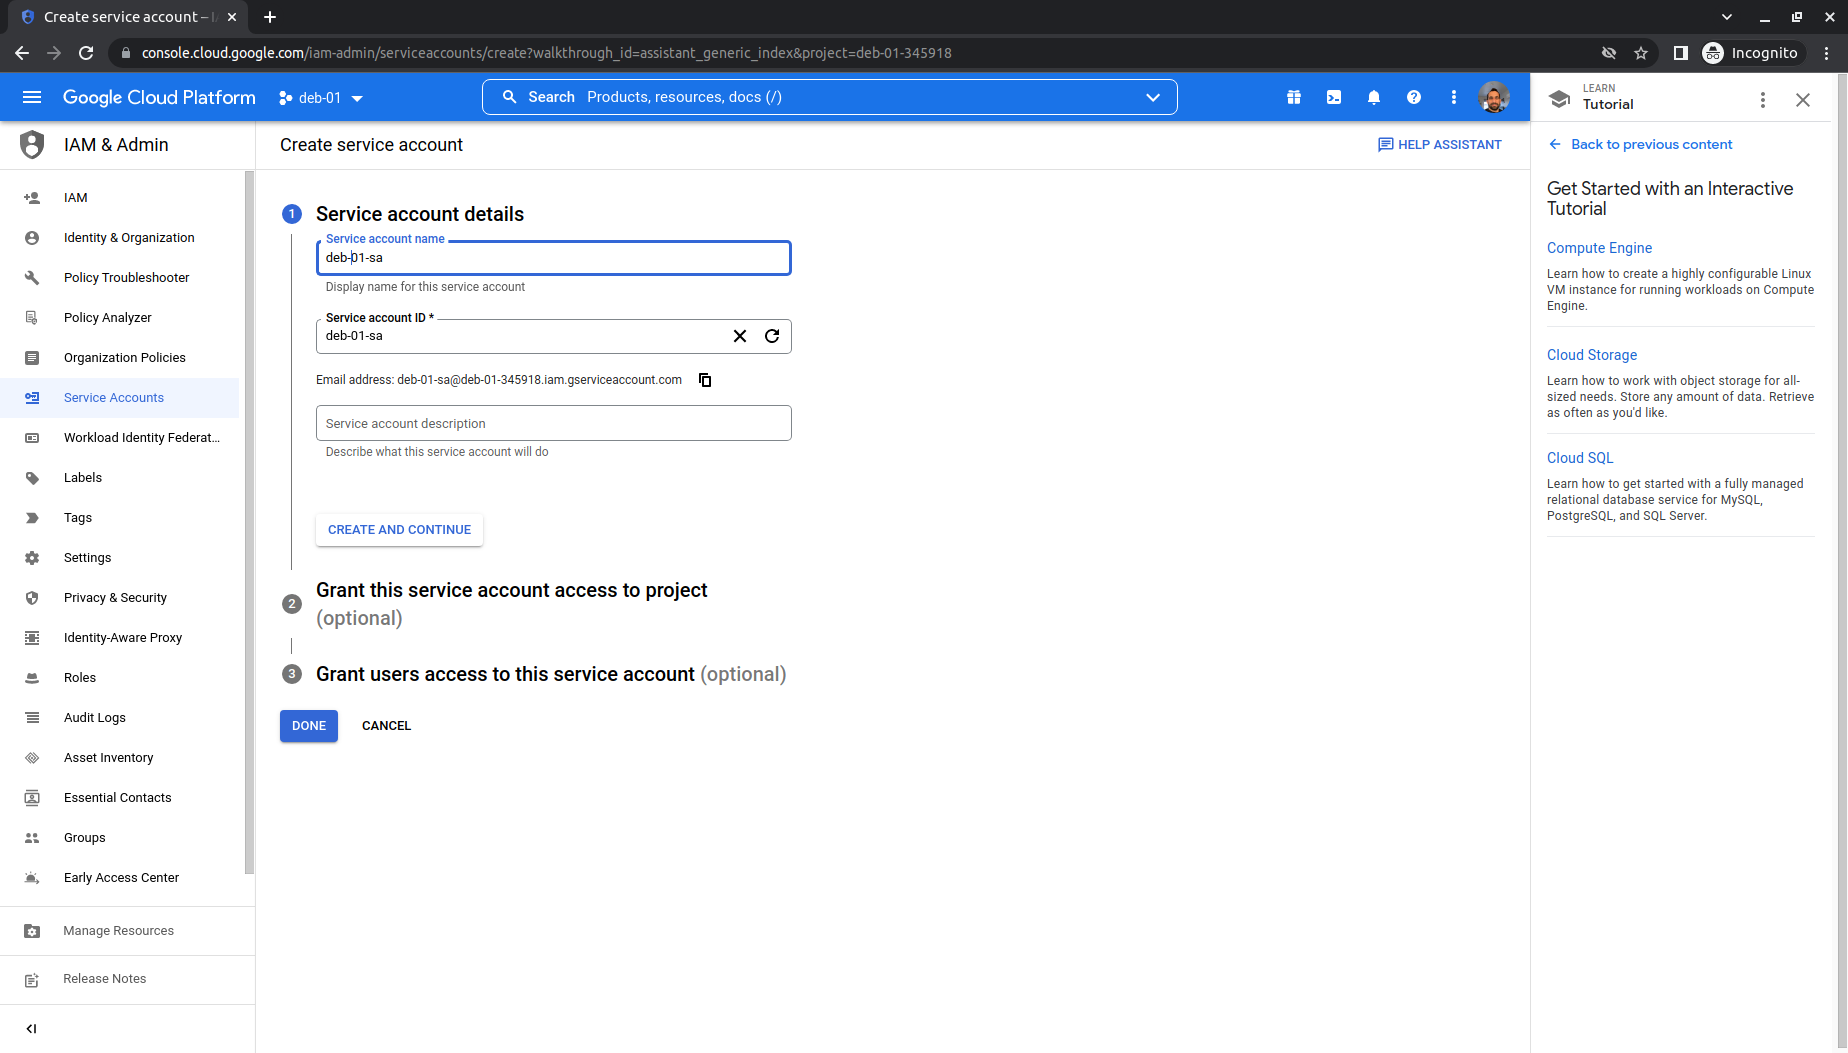 Create service account – I
console.cloud.google.com/iam-admin/serviceaccounts/create?walkthrough_id=assistant_generic_index&project=deb-01-345918
Incognito
Google Cloud Platform
deb-01
Search Products, resources, docs (/)
LEARN
Tutorial
IAM & Admin
Create service account
HELP ASSISTANT
Back to previous content
IAM
Identity & Organization
Policy Troubleshooter
Policy Analyzer
Organization Policies
Service Accounts
Workload Identity Federat...
Labels
Tags
Settings
Privacy & Security
Identity-Aware Proxy
Roles
Audit Logs
Asset Inventory
Essential Contacts
Groups
Early Access Center
Manage Resources
Release Notes
1 Service account details
Service account name
deb-01-sa
Display name for this service account
Service account ID *
deb-01-sa
Email address: deb-01-sa@deb-01-345918.iam.gserviceaccount.com
Service account description
Describe what this service account will do
CREATE AND CONTINUE
2 Grant this service account access to project
(optional)
3 Grant users access to this service account (optional)
DONE CANCEL
Get Started with an Interactive
Tutorial
Compute Engine
Learn how to create a highly configurable Linux
VM instance for running workloads on Compute
Engine.
Cloud Storage
Learn how to work with object storage for all-
sized needs. Store any amount of data. Retrieve
as often as you'd like.
Cloud SQL
Learn how to get started with a fully managed
relational database service for MySQL,
PostgreSQL, and SQL Server.